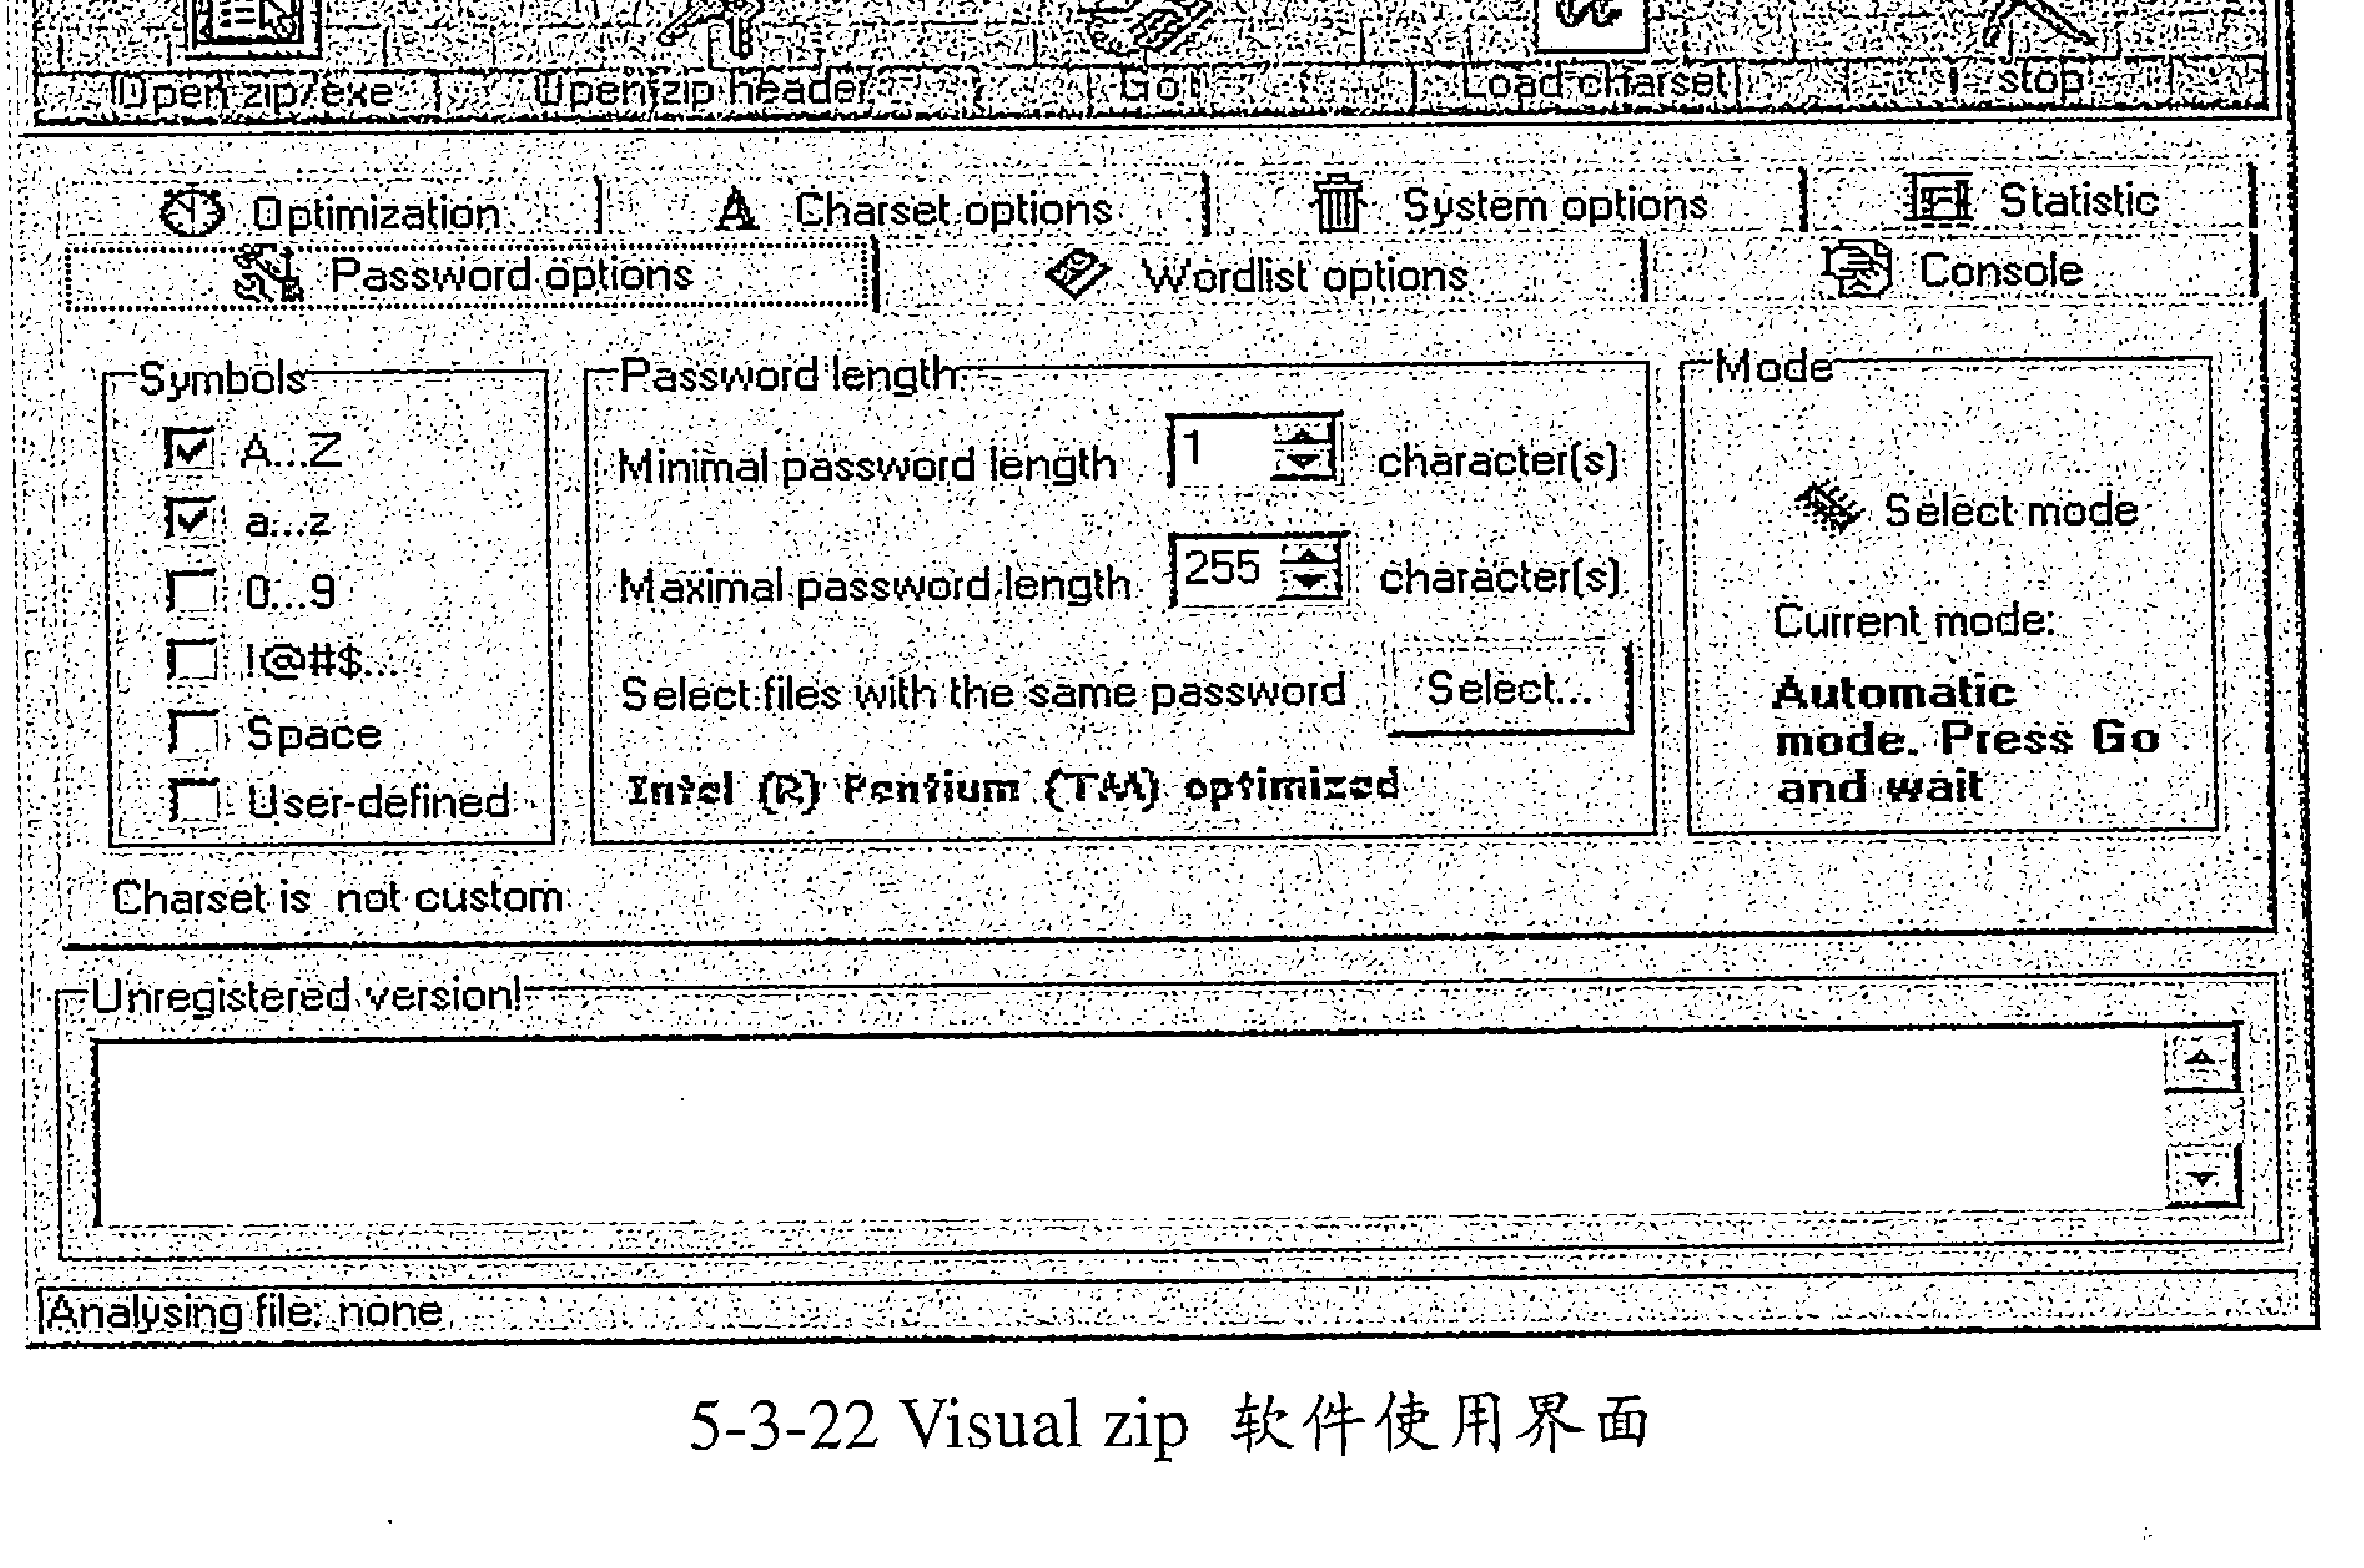 Open zip/exe Open zip header Go! Load charset stop
Optimization Charset options System options Statistic
Password options Wordlist options Console
Symbols
A...Z
a...z
0...9
!@#$...
Space
User-defined
Password length
Minimal password length 1 character(s)
Maximal password length 255 character(s)
Select files with the same password Select...
Intel (R) Pentium (TM) optimized
Mode
Select mode
Current mode:
Automatic
mode. Press Go
and wait
Charset is not custom
Unregistered version!
Analysing file: none
5-3-22 Visual zip 软件使用界面